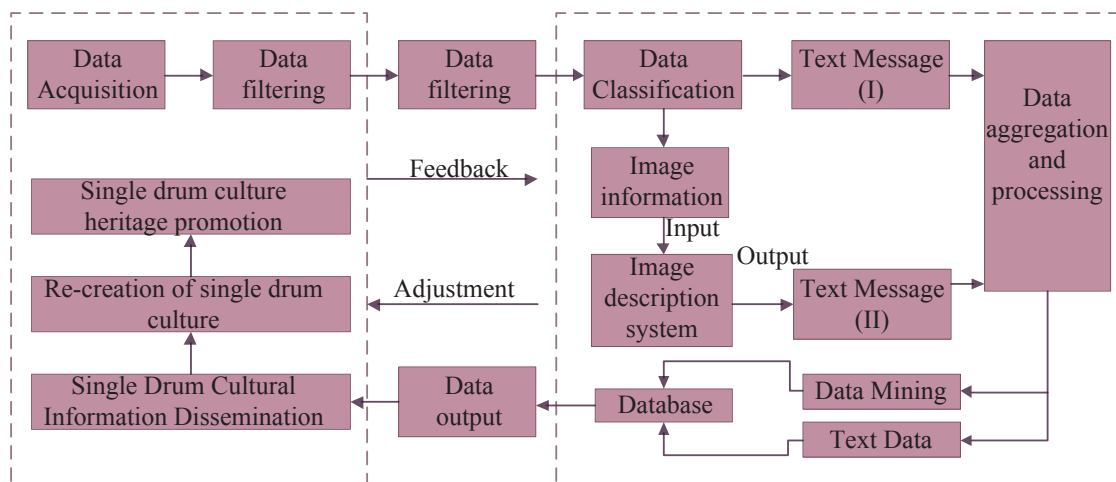 Data
Acquisition
Data
filtering
Data
filtering
Data
Classification
Text Message
(I)
Data
aggregation
and
processing
Image
information
Feedback
Single drum culture
heritage promotion
Input
Output
Image
description
system
Text Message
(II)
Re-creation of single drum
culture
Adjustment
Single Drum Cultural
Information Dissemination
Data
output
Database
Data Mining
Text Data